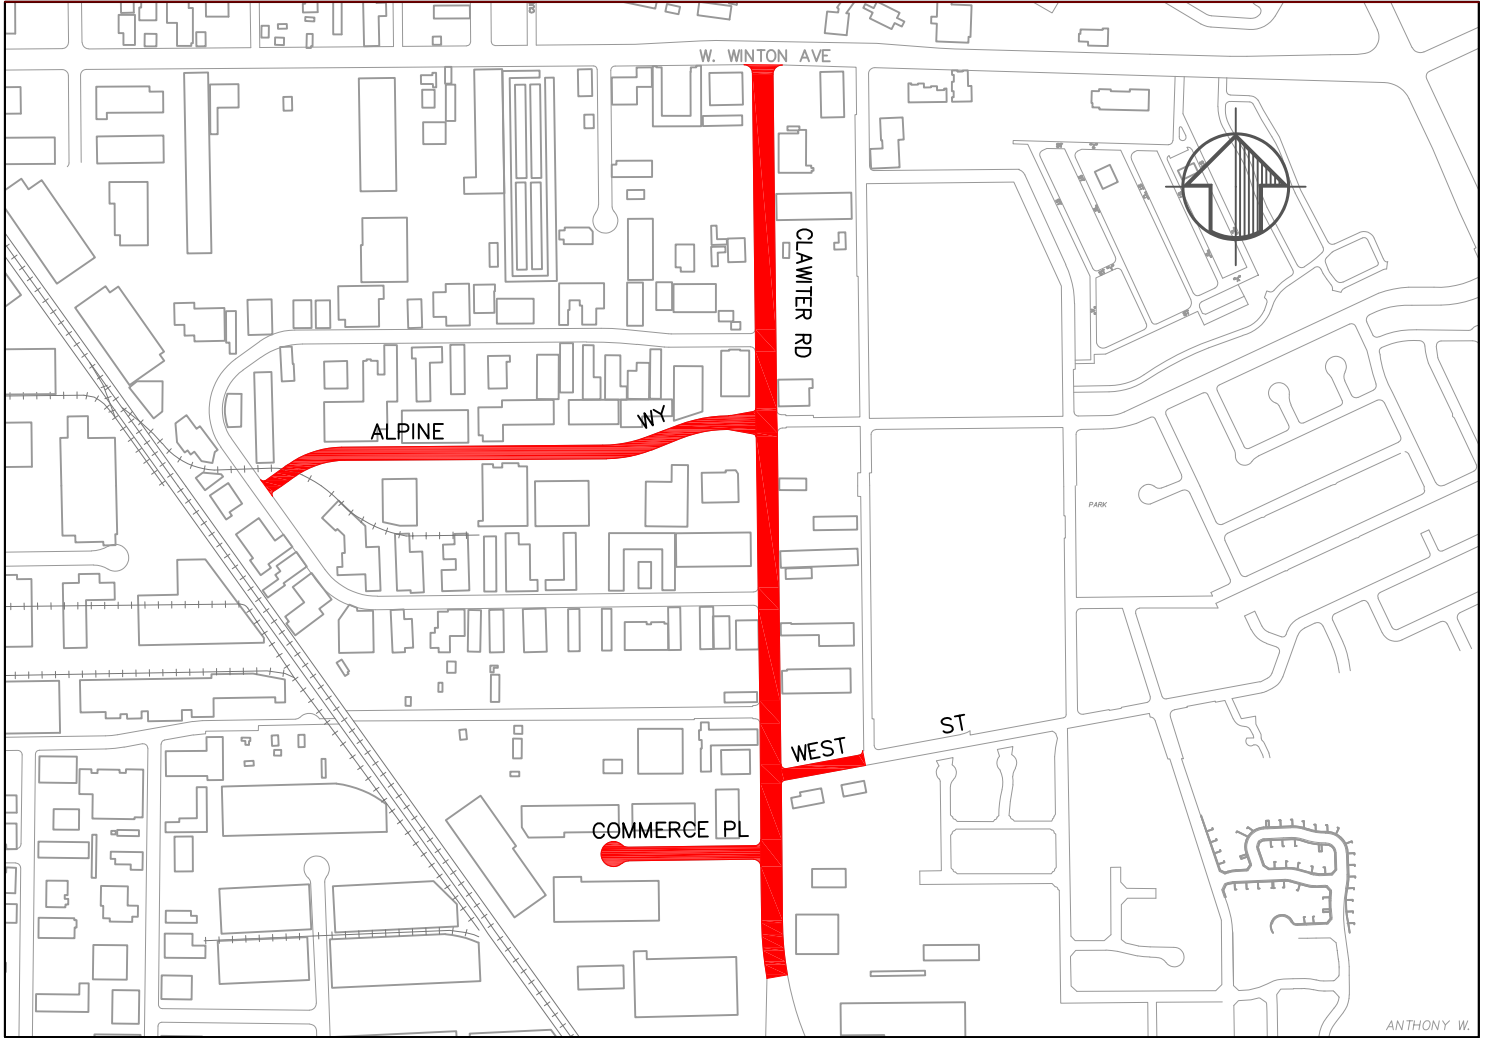 W. WINTON AVE
CLAWITER RD
ALPINE WY
PARK
WEST ST
COMMERCE PL
ANTHONY W.